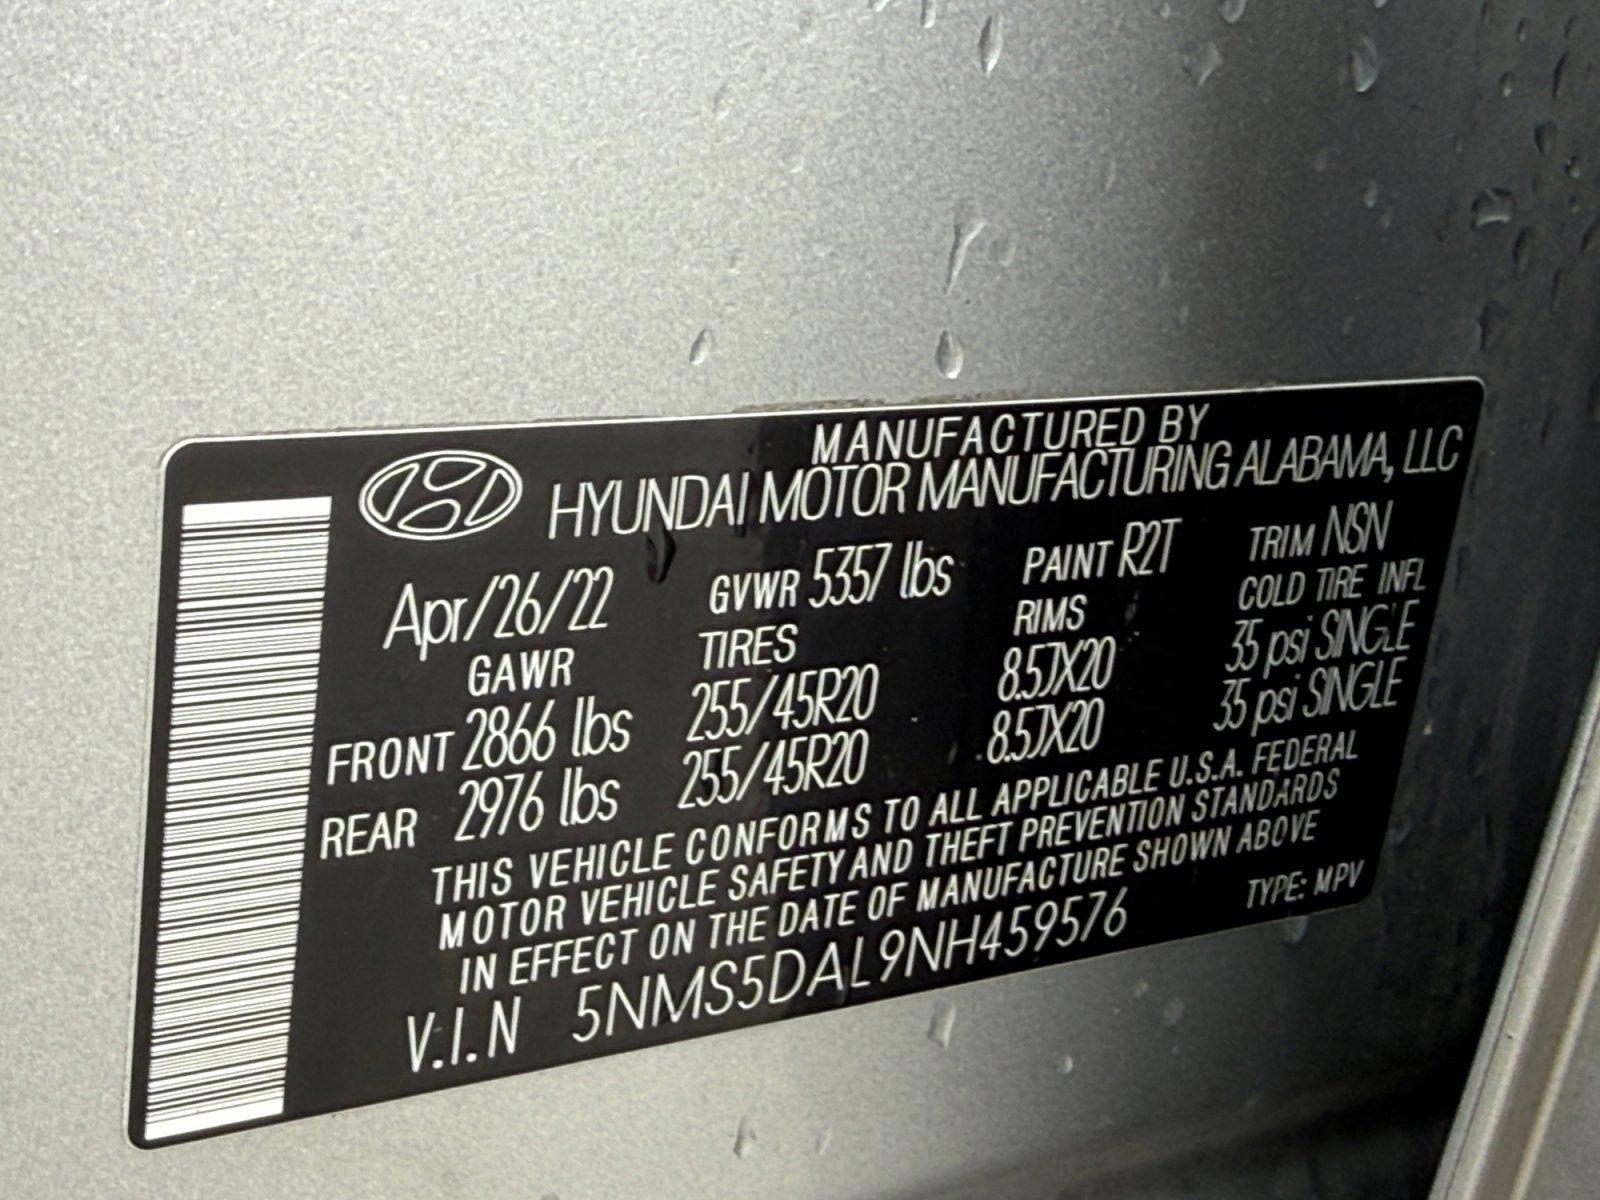 MANUFACTURED BY
HYUNDAI MOTOR MANUFACTURING ALABAMA, LLC
Apr/26/22 GVWR 5357 lbs PAINT R2T TRIM NSN
GAWR TIRES RIMS COLD TIRE INFL
FRONT 2866 lbs 255/45R20 8.5JX20 35 psi SINGLE
REAR 2976 lbs 255/45R20 8.5JX20 35 psi SINGLE
THIS VEHICLE CONFORMS TO ALL APPLICABLE U.S.A. FEDERAL
MOTOR VEHICLE SAFETY AND THEFT PREVENTION STANDARDS
IN EFFECT ON THE DATE OF MANUFACTURE SHOWN ABOVE
V.I.N 5NMS5DAL9NH459576 TYPE: MPV